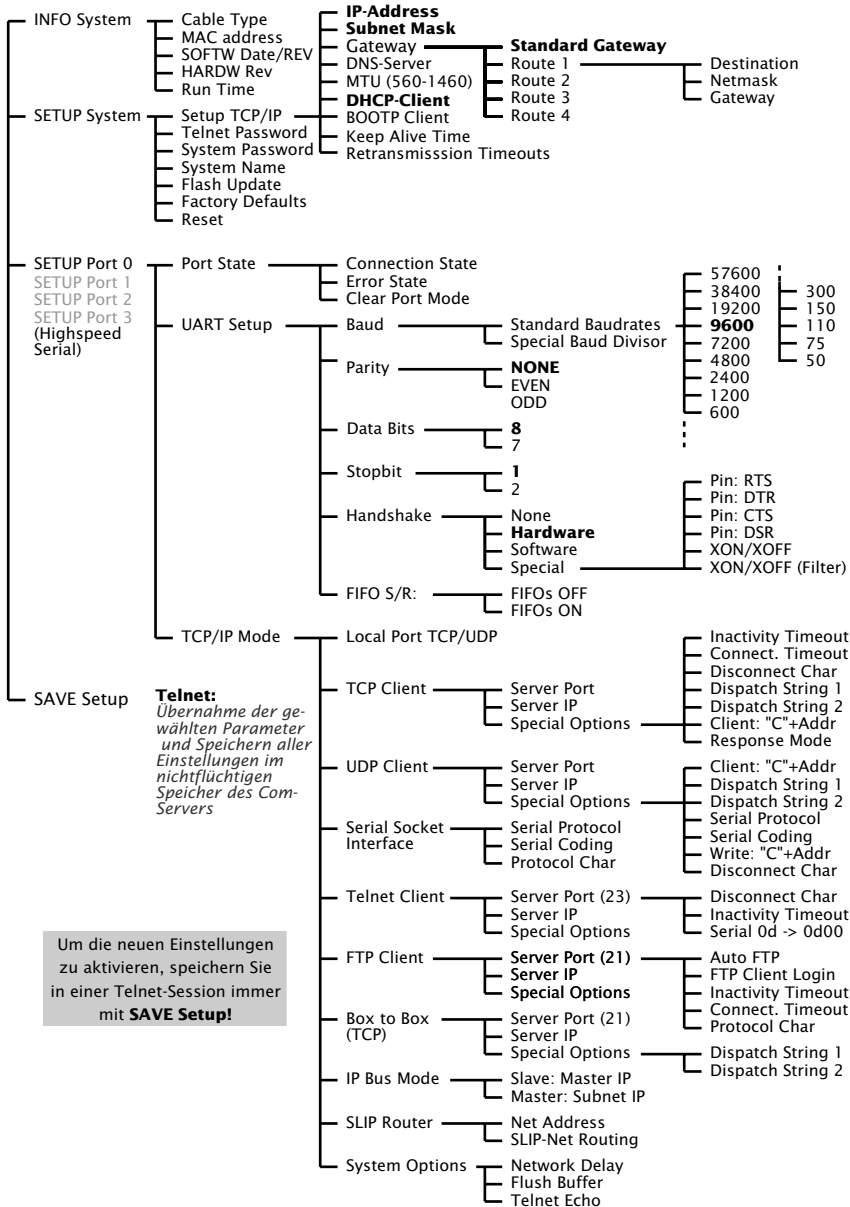 INFO System
Cable Type
MAC address
SOFTW Date/REV
HARDW Rev
Run Time
SETUP System
Setup TCP/IP
Telnet Password
System Password
System Name
Flash Update
Factory Defaults
Reset
IP-Address
Subnet Mask
Gateway
DNS-Server
MTU (560-1460)
DHCP-Client
BOOTP Client
Keep Alive Time
Retransmisssion Timeouts
Standard Gateway
Route 1
Route 2
Route 3
Route 4
Destination
Netmask
Gateway
SETUP Port 0
SETUP Port 1
SETUP Port 2
SETUP Port 3
(Highspeed
Serial)
Port State
Connection State
Error State
Clear Port Mode
UART Setup
Baud
Standard Baudrates
Special Baud Divisor
57600
38400
19200
9600
7200
4800
2400
1200
600
300
150
110
75
50
Parity
NONE
EVEN
ODD
Data Bits
8
7
Stopbit
1
2
Handshake
None
Hardware
Software
Special
Pin: RTS
Pin: DTR
Pin: CTS
Pin: DSR
XON/XOFF
XON/XOFF (Filter)
FIFO S/R:
FIFOs OFF
FIFOs ON
TCP/IP Mode
Local Port TCP/UDP
TCP Client
Server Port
Server IP
Special Options
Inactivity Timeout
Connect. Timeout
Disconnect Char
Dispatch String 1
Dispatch String 2
Client: "C"+Addr
Response Mode
UDP Client
Server Port
Server IP
Special Options
Client: "C"+Addr
Dispatch String 1
Dispatch String 2
Serial Protocol
Serial Coding
Write: "C"+Addr
Disconnect Char
Serial Socket
Interface
Serial Protocol
Serial Coding
Protocol Char
Telnet Client
Server Port (23)
Server IP
Special Options
Disconnect Char
Inactivity Timeout
Serial 0d -> 0d00
FTP Client
Server Port (21)
Server IP
Special Options
Auto FTP
FTP Client Login
Inactivity Timeout
Connect. Timeout
Protocol Char
Box to Box
(TCP)
Server Port (21)
Server IP
Special Options
Dispatch String 1
Dispatch String 2
IP Bus Mode
Slave: Master IP
Master: Subnet IP
SLIP Router
Net Address
SLIP-Net Routing
System Options
Network Delay
Flush Buffer
Telnet Echo
SAVE Setup
Telnet:
Übernahme der ge-
wählten Parameter
und Speichern aller
Einstellungen im
nichtflüchtigen
Speicher des Com-
Servers
Um die neuen Einstellungen
zu aktivieren, speichern Sie
in einer Telnet-Session immer
mit SAVE Setup!